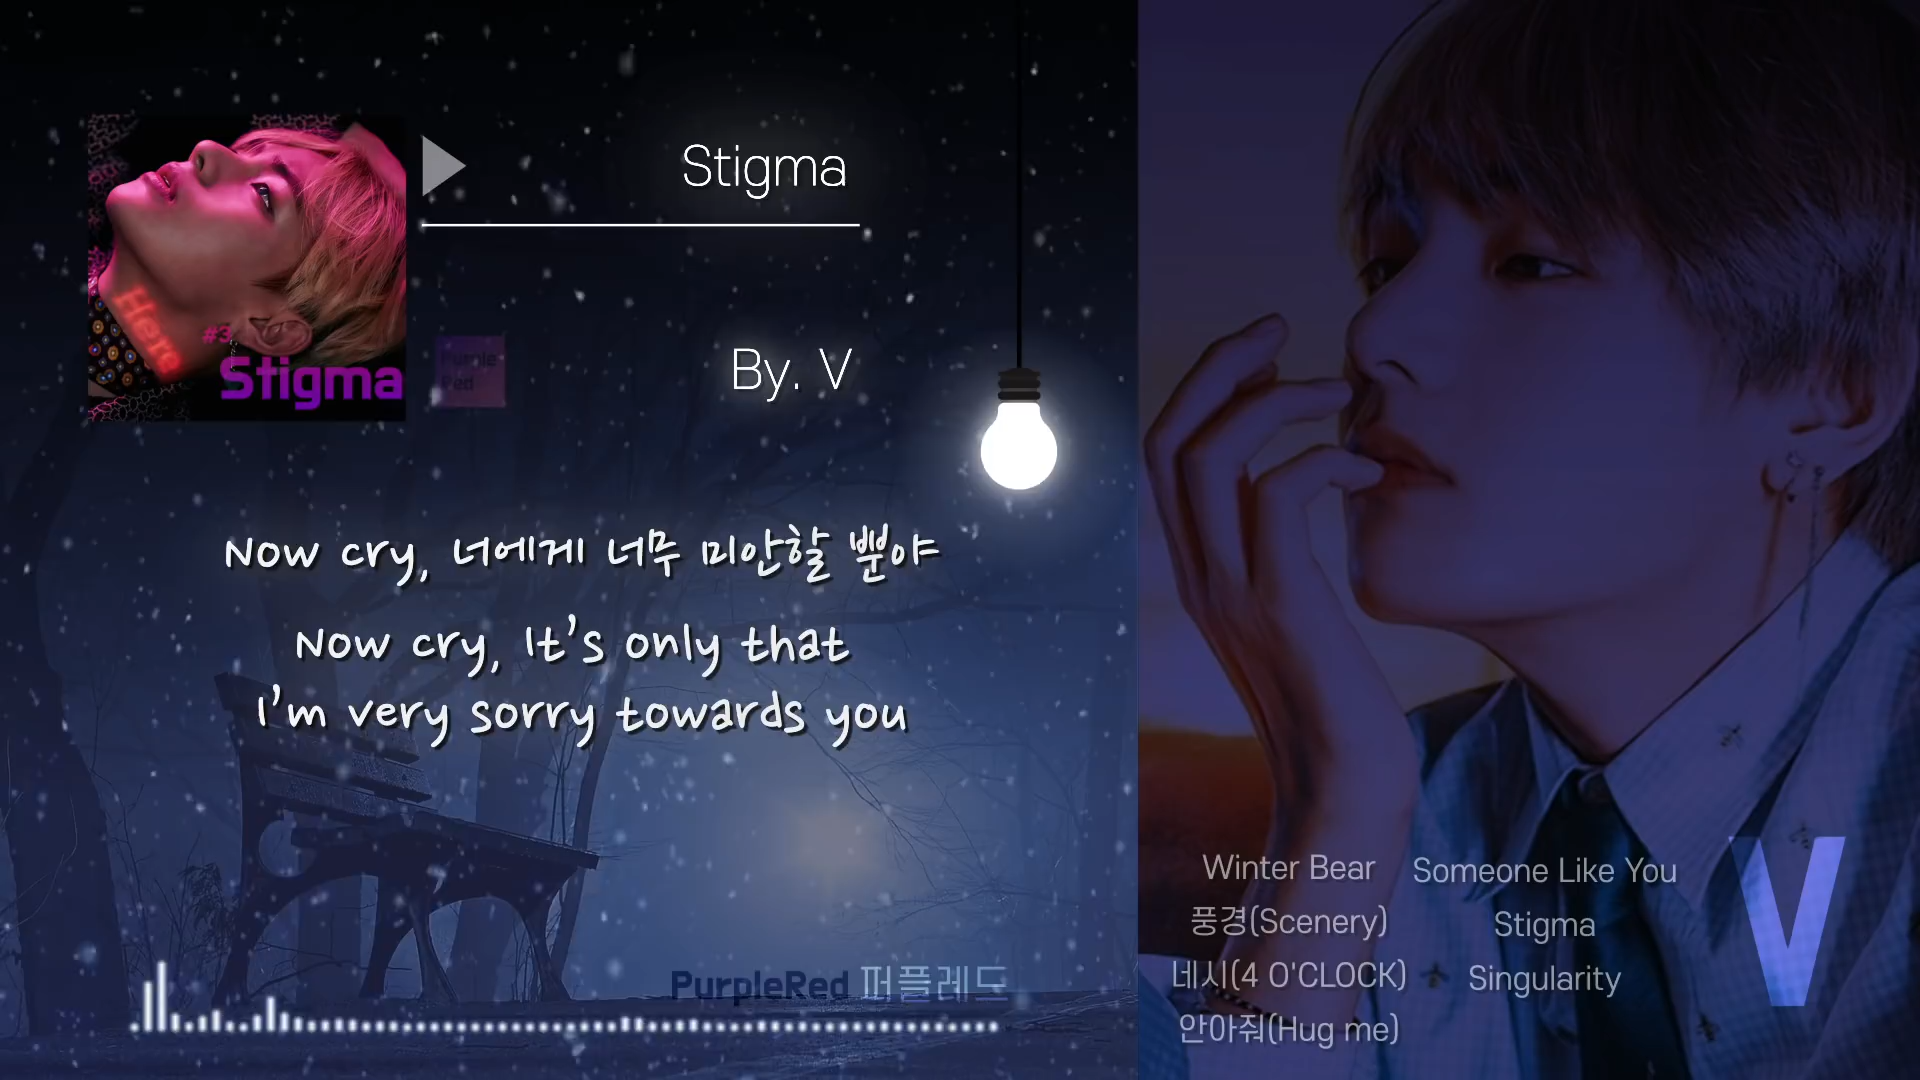 Stigma
Here
#3
Stigma
Purple
Red
By. V
Now cry, 너에게 너무 미안할 뿐야
Now cry, It's only that
I'm very sorry towards you
PurpleRed 퍼플레드
Winter Bear
풍경(Scenery)
네시(4 O'CLOCK)
안아줘(Hug me)
Someone Like You
Stigma
Singularity
V